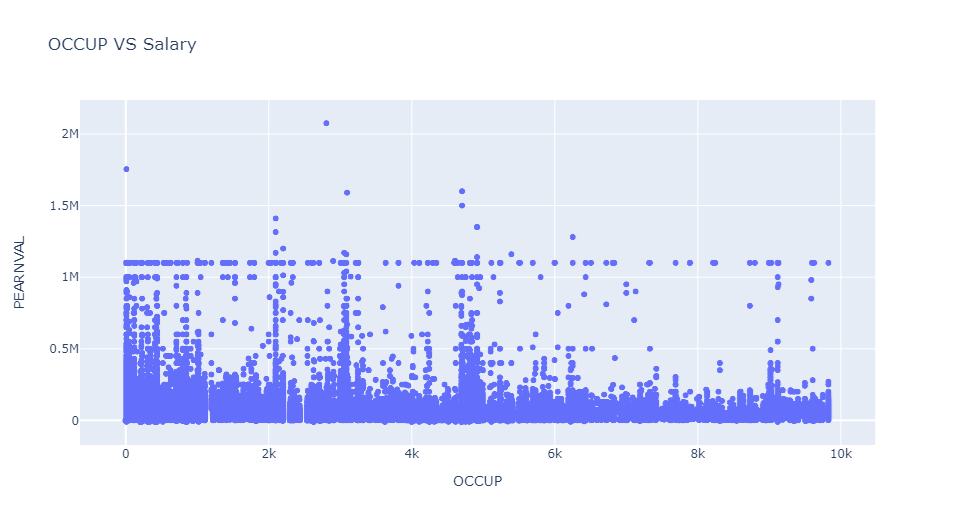 OCCUP VS Salary
PEARNVAL
2M
1.5M
1M
0.5M
0
0
2k
4k
6k
8k
10k
OCCUP